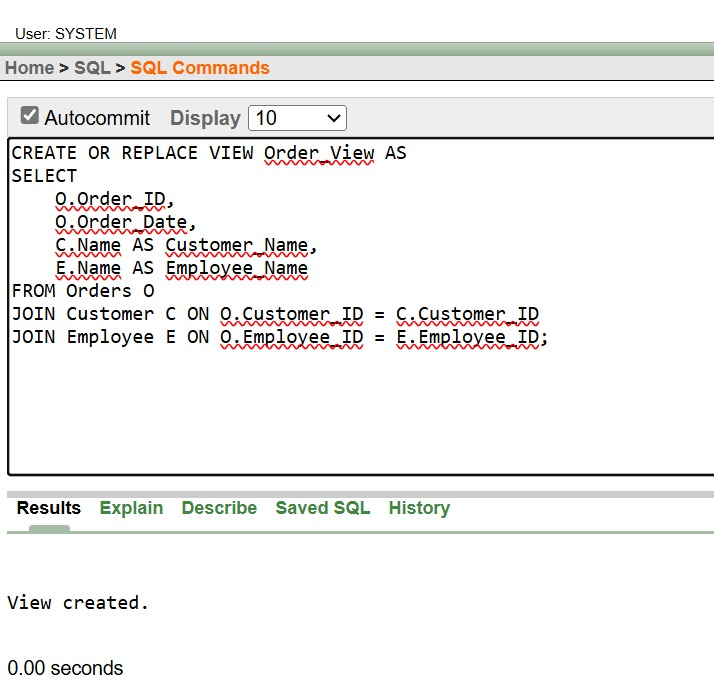 User: SYSTEM
Home > SQL > SQL Commands
Autocommit Display 10
CREATE OR REPLACE VIEW Order_View AS
SELECT
    O.Order_ID,
    O.Order_Date,
    C.Name AS Customer_Name,
    E.Name AS Employee_Name
FROM Orders O
JOIN Customer C ON O.Customer_ID = C.Customer_ID
JOIN Employee E ON O.Employee_ID = E.Employee_ID;
Results Explain Describe Saved SQL History
View created.
0.00 seconds